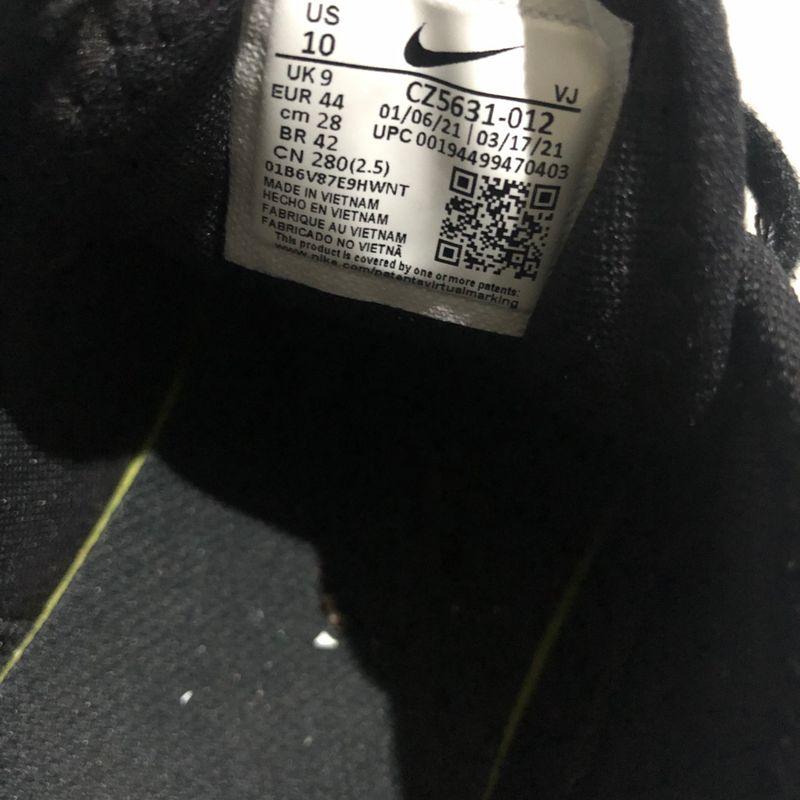 US
10
UK 9
EUR 44
cm 28
BR 42
CN 280(2.5)
01B6V87E9HWNT
MADE IN VIETNAM
HECHO EN VIETNAM
FABRIQUE AU VIETNAM
FABRICADO NO VIETNÃ
VJ
CZ5631-012
01/06/21 | 03/17/21
UPC 00194499470403
This product is covered by one or more patents:
www.nike.com/patentavirtualmarking